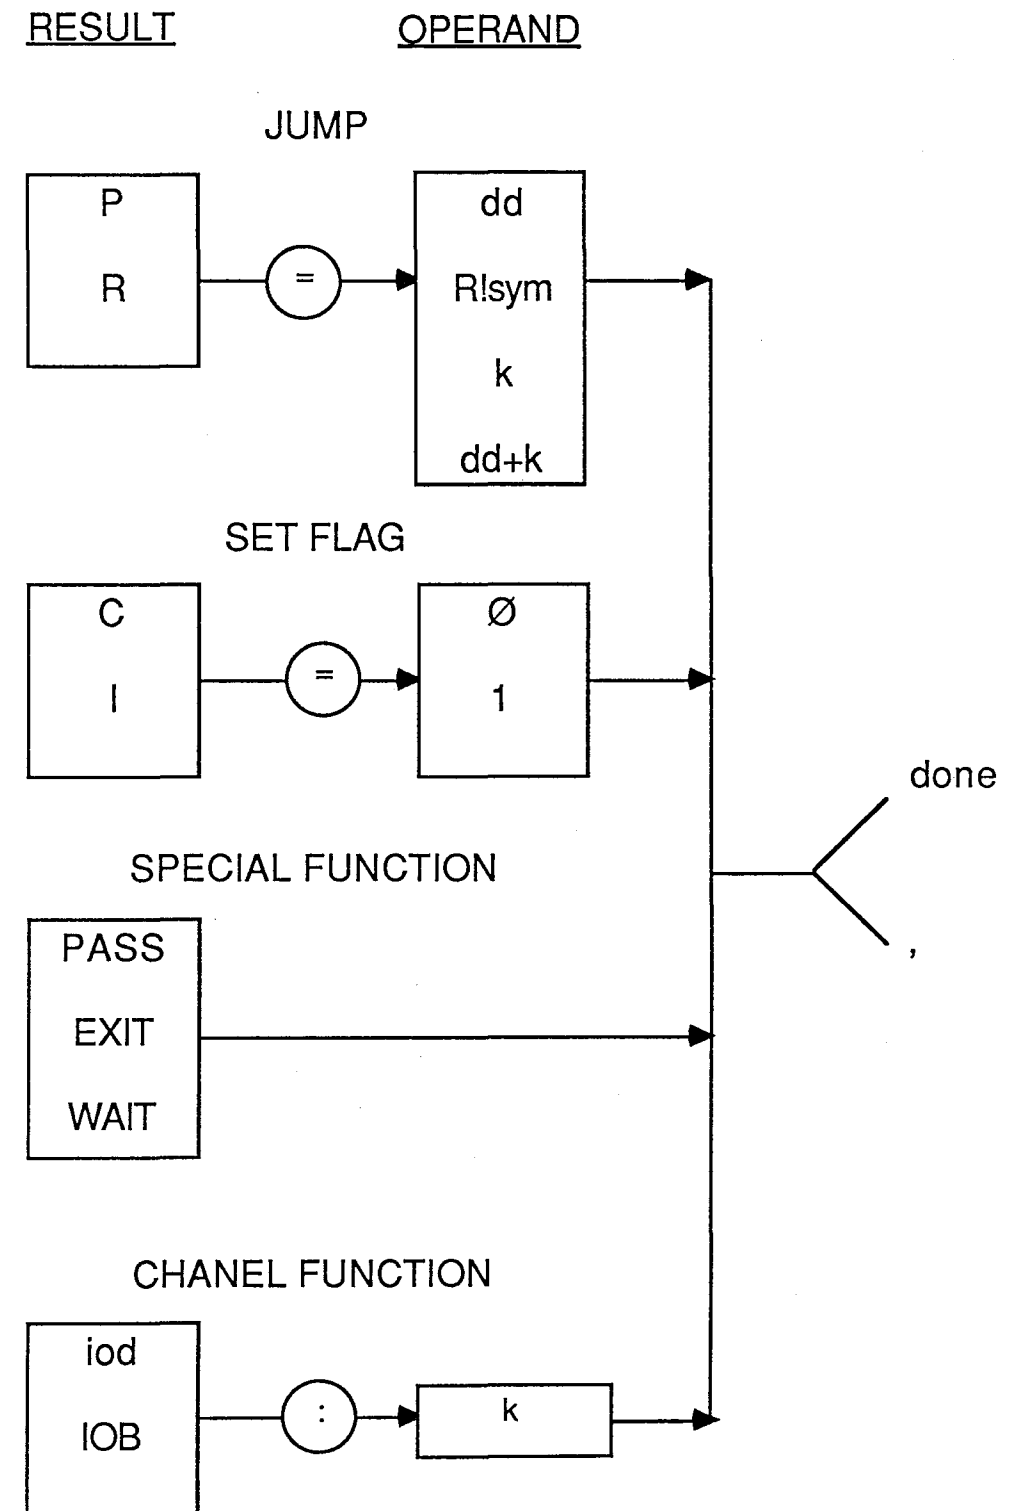 RESULT OPERAND
JUMP
P
R
=
dd
R!sym
k
dd+k
SET FLAG
C
I
=
Ø
1
done
,
SPECIAL FUNCTION
PASS
EXIT
WAIT
CHANEL FUNCTION
iod
IOB
:
k